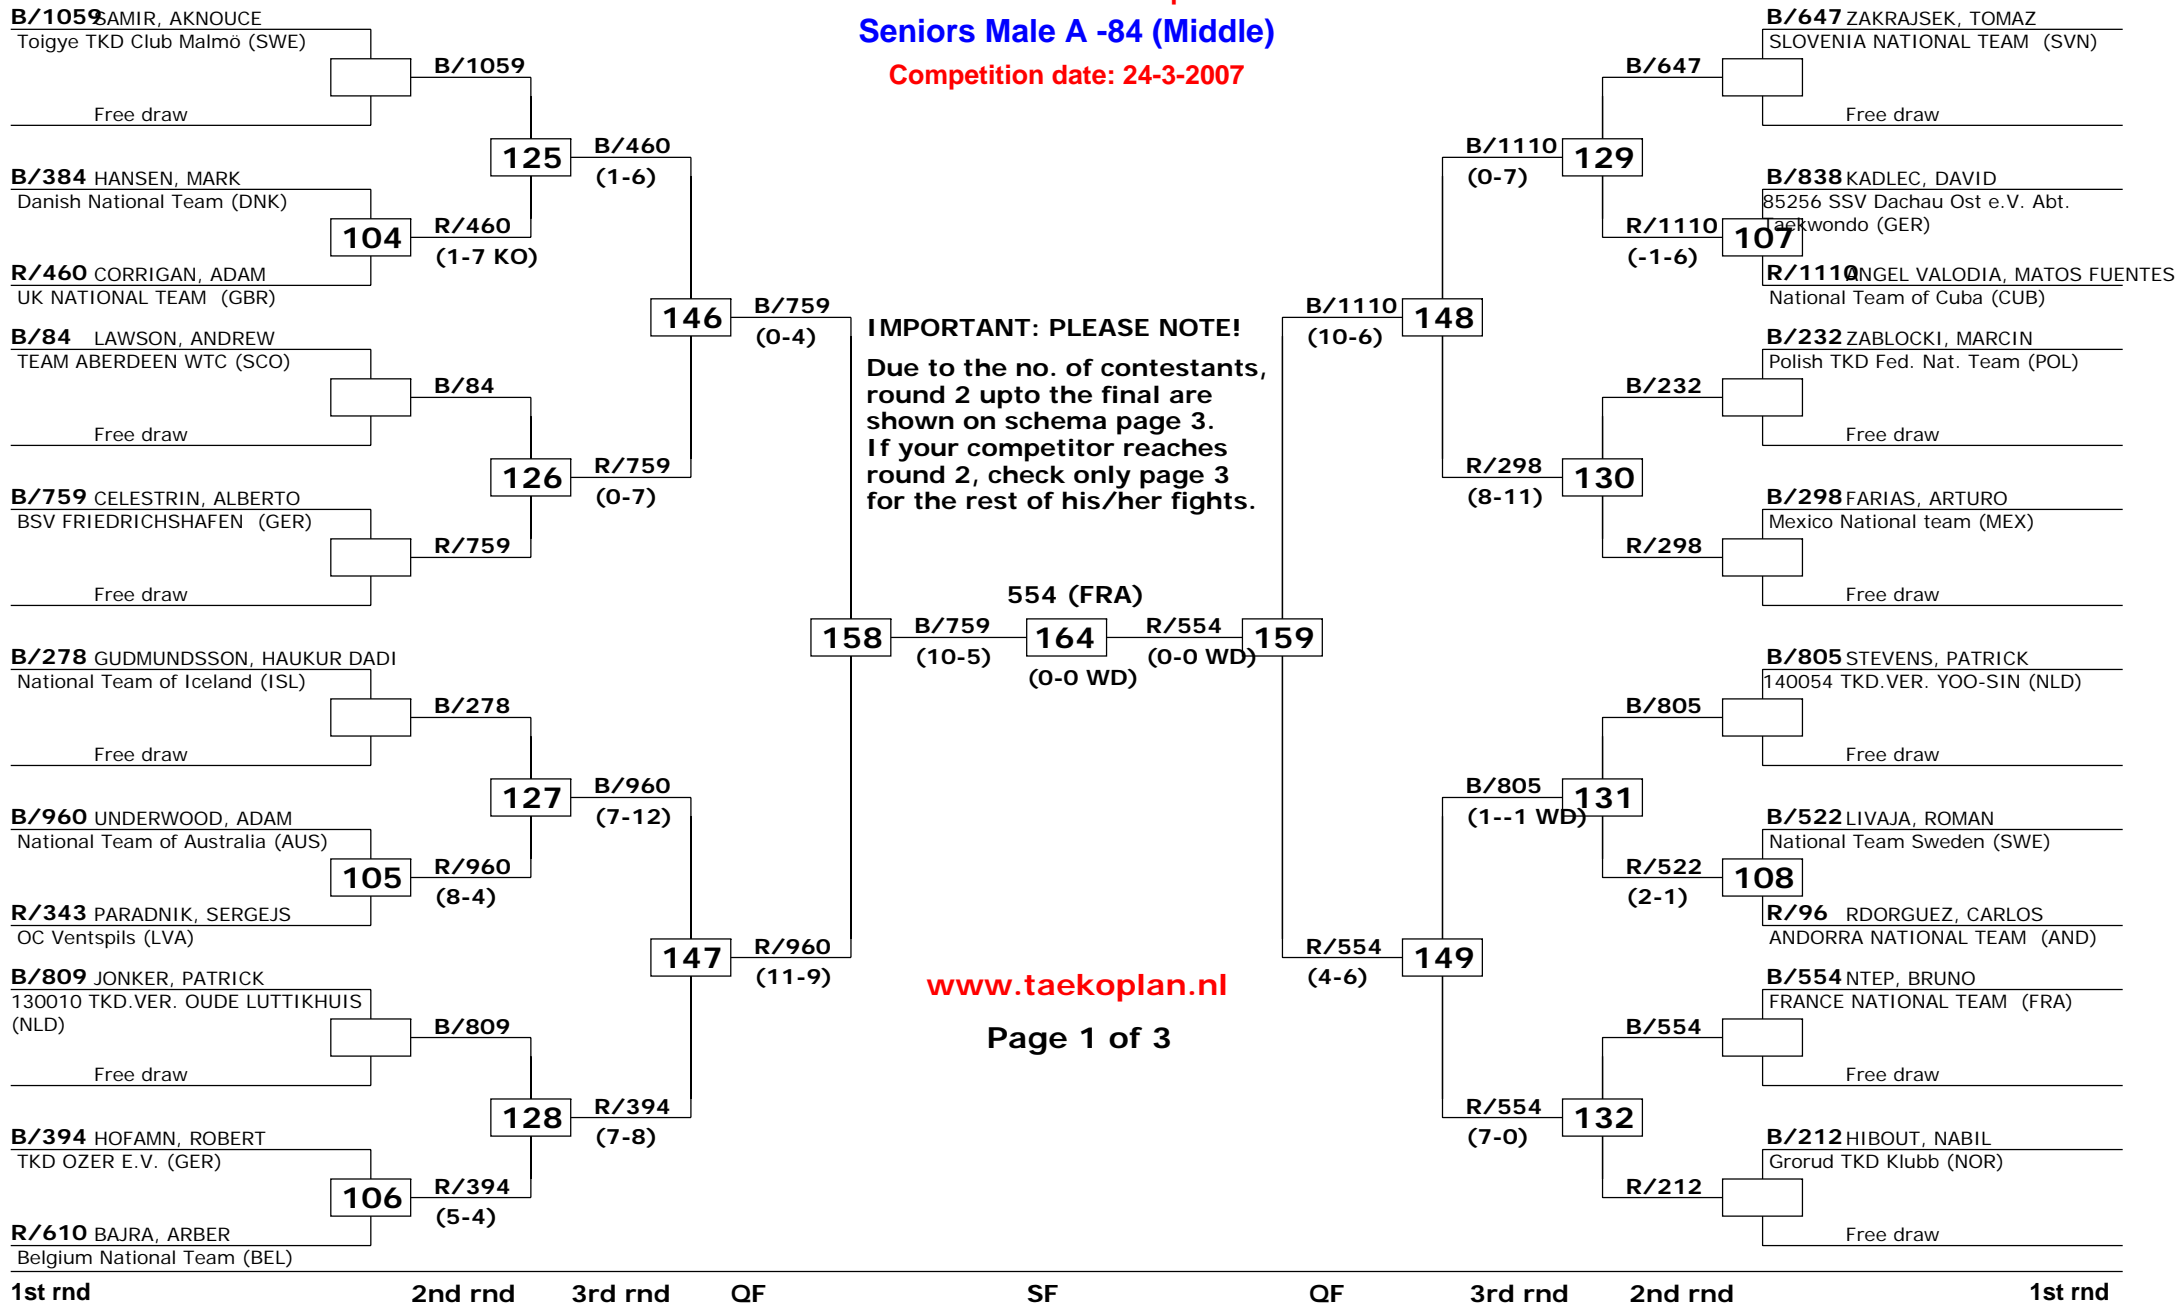 Seniors Male A -84 (Middle)
Competition date: 24-3-2007
B/1059 SAMIR, AKNOUCE
Toigye TKD Club Malmö (SWE)
Free draw
B/384 HANSEN, MARK
Danish National Team (DNK)
R/460 CORRIGAN, ADAM
UK NATIONAL TEAM (GBR)
B/84 LAWSON, ANDREW
TEAM ABERDEEN WTC (SCO)
Free draw
B/759 CELESTRIN, ALBERTO
BSV FRIEDRICHSHAFEN (GER)
Free draw
B/278 GUDMUNDSSON, HAUKUR DADI
National Team of Iceland (ISL)
Free draw
B/960 UNDERWOOD, ADAM
National Team of Australia (AUS)
R/343 PARADNIK, SERGEJS
OC Ventspils (LVA)
B/809 JONKER, PATRICK
130010 TKD.VER. OUDE LUTTIKHUIS
(NLD)
Free draw
B/394 HOFAMN, ROBERT
TKD OZER E.V. (GER)
R/610 BAJRA, ARBER
Belgium National Team (BEL)
104
105
106
B/1059
R/460
(1-7 KO)
B/84
R/759
B/278
R/960
(8-4)
B/809
R/394
(5-4)
125
126
127
128
B/460
(1-6)
R/759
(0-7)
B/960
(7-12)
R/394
(7-8)
146
147
B/759
(0-4)
R/960
(11-9)
158
B/759
(10-5)
IMPORTANT: PLEASE NOTE!
Due to the no. of contestants,
round 2 upto the final are
shown on schema page 3.
If your competitor reaches
round 2, check only page 3
for the rest of his/her fights.
554 (FRA)
164
(0-0 WD)
R/554
(0-0 WD)
159
www.taekoplan.nl
Page 1 of 3
B/1110
(10-6)
R/554
(4-6)
148
149
B/1110
(0-7)
R/298
(8-11)
B/805
(1--1 WD)
R/554
(7-0)
129
130
131
132
B/647
R/1110
(-1-6)
B/232
R/298
B/805
R/522
(2-1)
B/554
R/212
107
108
B/647 ZAKRAJSEK, TOMAZ
SLOVENIA NATIONAL TEAM (SVN)
Free draw
B/838 KADLEC, DAVID
85256 SSV Dachau Ost e.V. Abt.
Taekwondo (GER)
R/1110 ANGEL VALODIA, MATOS FUENTES
National Team of Cuba (CUB)
B/232 ZABLOCKI, MARCIN
Polish TKD Fed. Nat. Team (POL)
Free draw
B/298 FARIAS, ARTURO
Mexico National team (MEX)
Free draw
B/805 STEVENS, PATRICK
140054 TKD.VER. YOO-SIN (NLD)
Free draw
B/522 LIVAJA, ROMAN
National Team Sweden (SWE)
R/96 RDORGUEZ, CARLOS
ANDORRA NATIONAL TEAM (AND)
B/554 NTEP, BRUNO
FRANCE NATIONAL TEAM (FRA)
Free draw
B/212 HIBOUT, NABIL
Grorud TKD Klubb (NOR)
Free draw
1st rnd 2nd rnd 3rd rnd QF SF QF 3rd rnd 2nd rnd 1st rnd